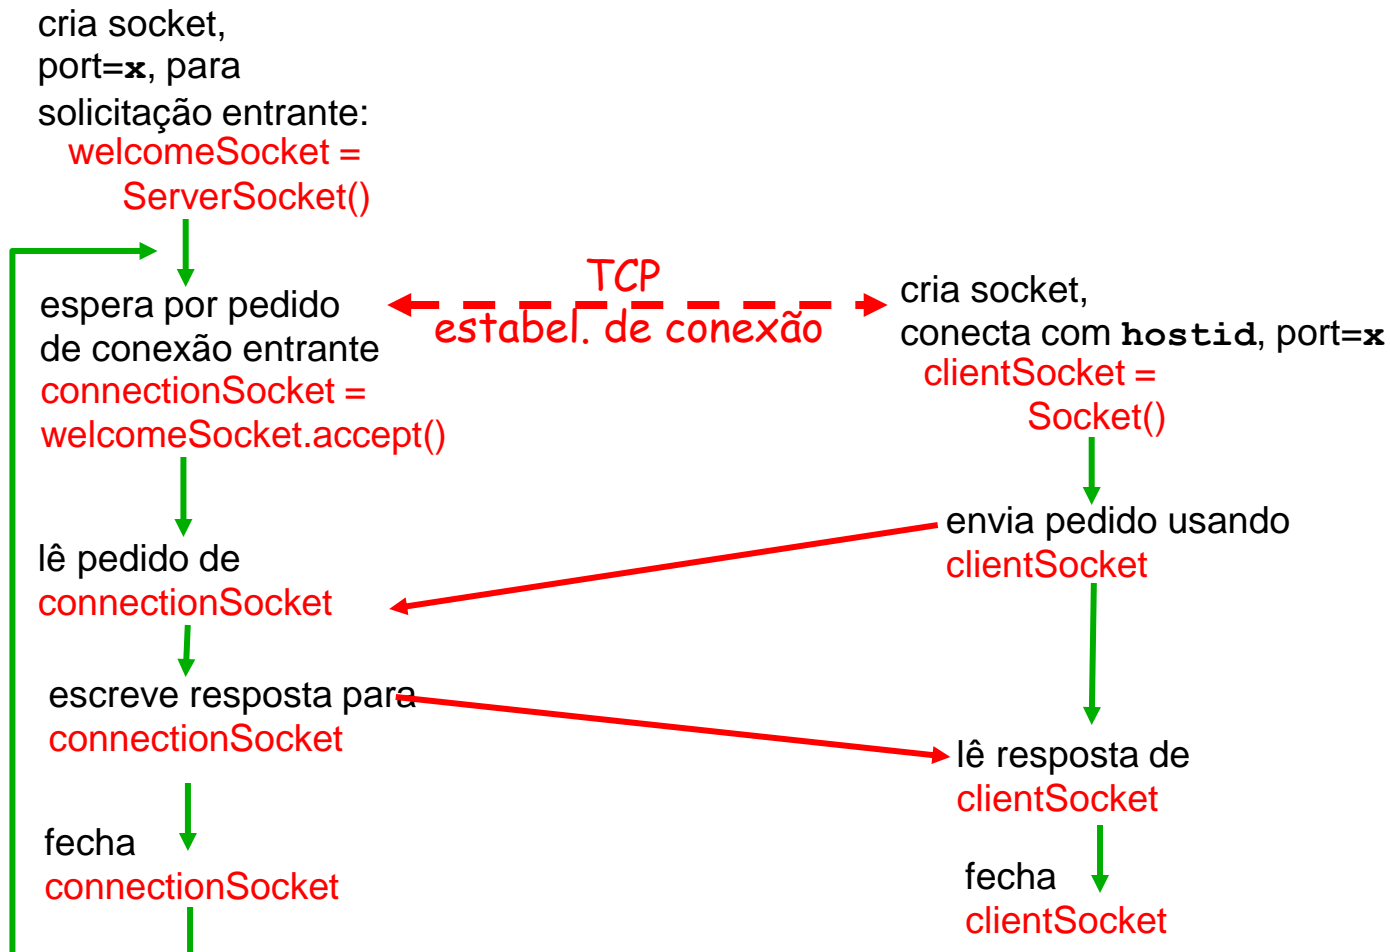 cria socket,
port=x, para
solicitação entrante:
welcomeSocket =
ServerSocket()
espera por pedido
de conexão entrante
connectionSocket =
welcomeSocket.accept()
lê pedido de
connectionSocket
escreve resposta para
connectionSocket
fecha
connectionSocket
TCP
estabel. de conexão
cria socket,
conecta com hostid, port=x
clientSocket =
Socket()
envia pedido usando
clientSocket
lê resposta de
clientSocket
fecha
clientSocket